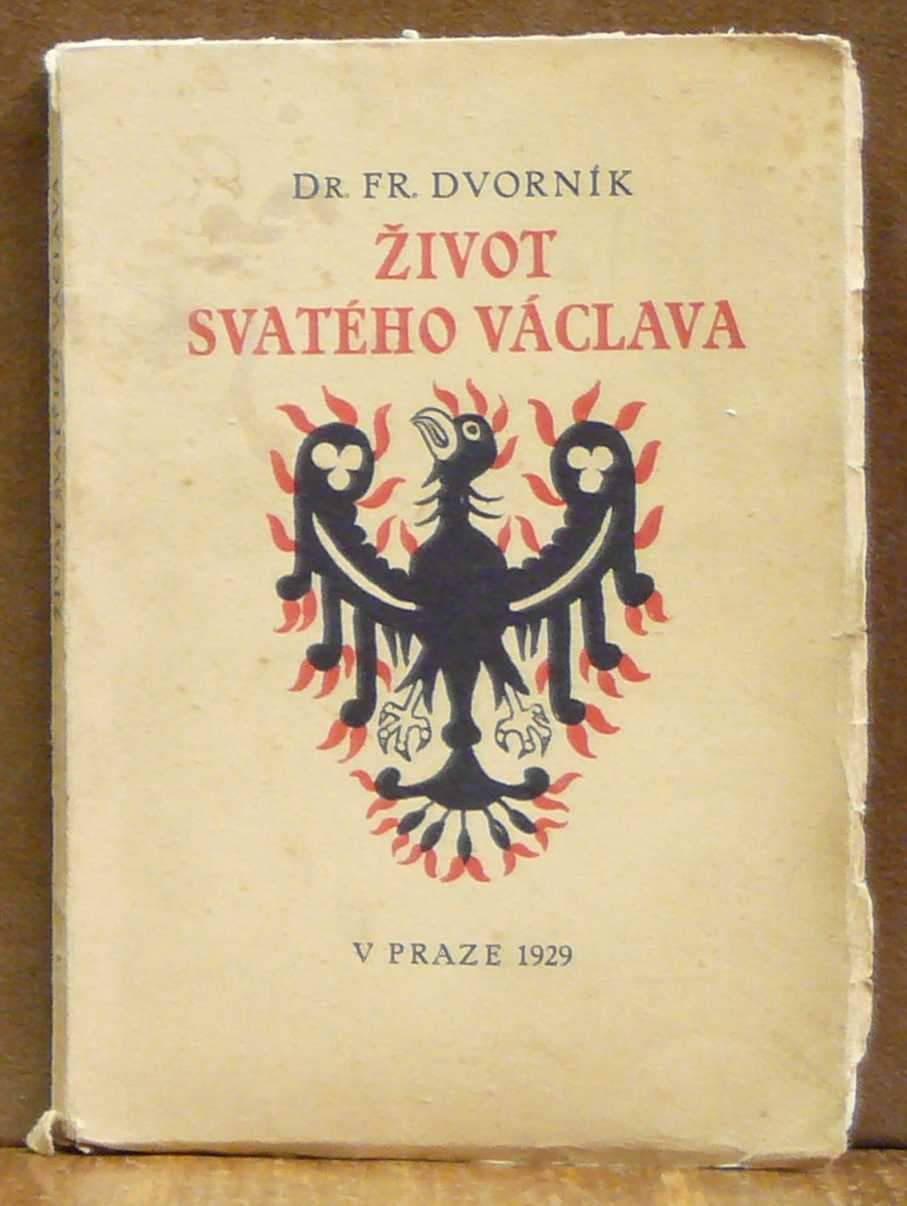 DR. FR. DVORNÍK
ŽIVOT
SVATÉHO VÁCLAVA
V PRAZE 1929